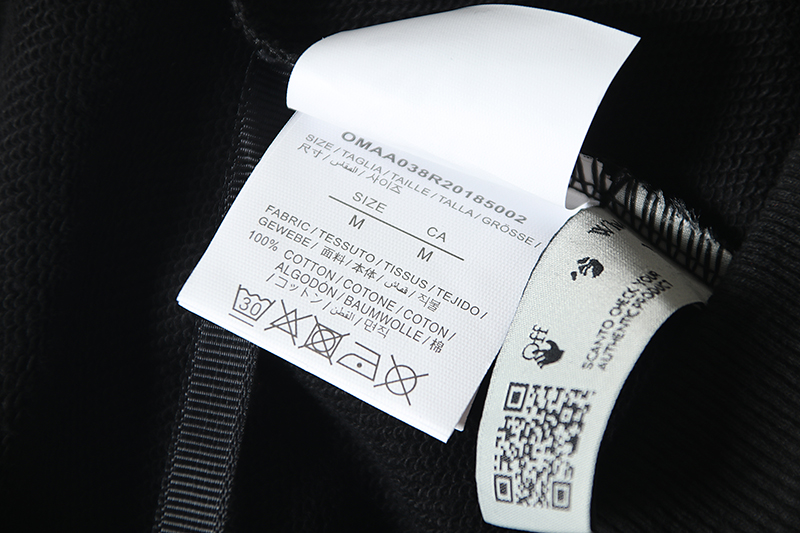 OMAA038R20185002
SIZE / TAGLIA / TAILLE / TALLA / GRÖSSE /
尺寸 / المقاس / 사이즈
SIZE CA
M M
FABRIC / TESSUTO / TISSUS / TEJIDO /
GEWEBE / 面料 / 本体 / قماش / 직물
100% COTTON / COTONE / COTON /
ALGODÓN / BAUMWOLLE / 棉
/ コットン / القطن / 면직
30
Off
SCAN TO CHECK YOUR
AUTHENTIC PRODUCT